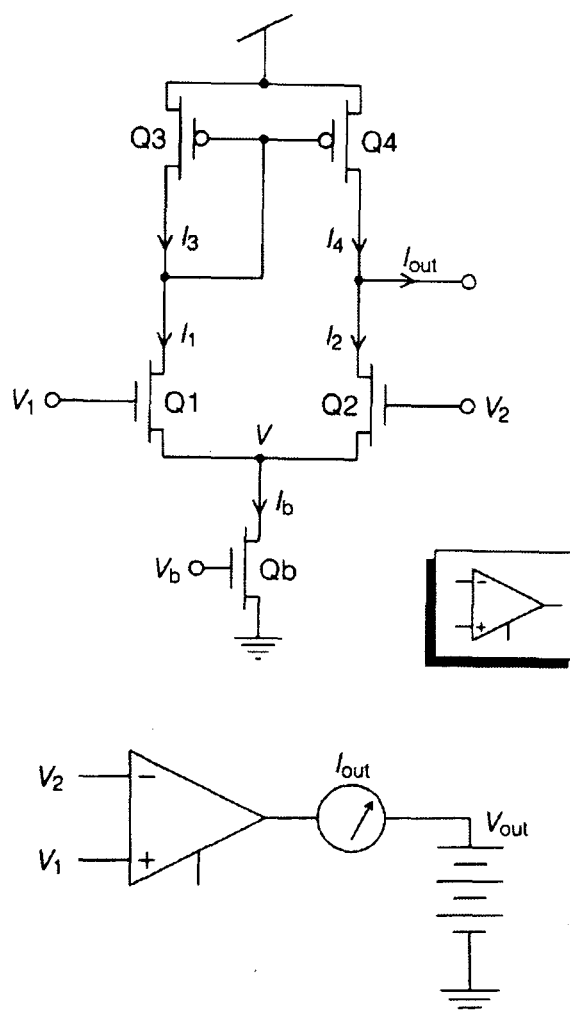 Q3 Q4
I3 I4
Iout
I1 I2
V1 Q1 Q2 V2
V
Ib
Vb Qb
−
+
Iout
V2 −
Vout
V1 +